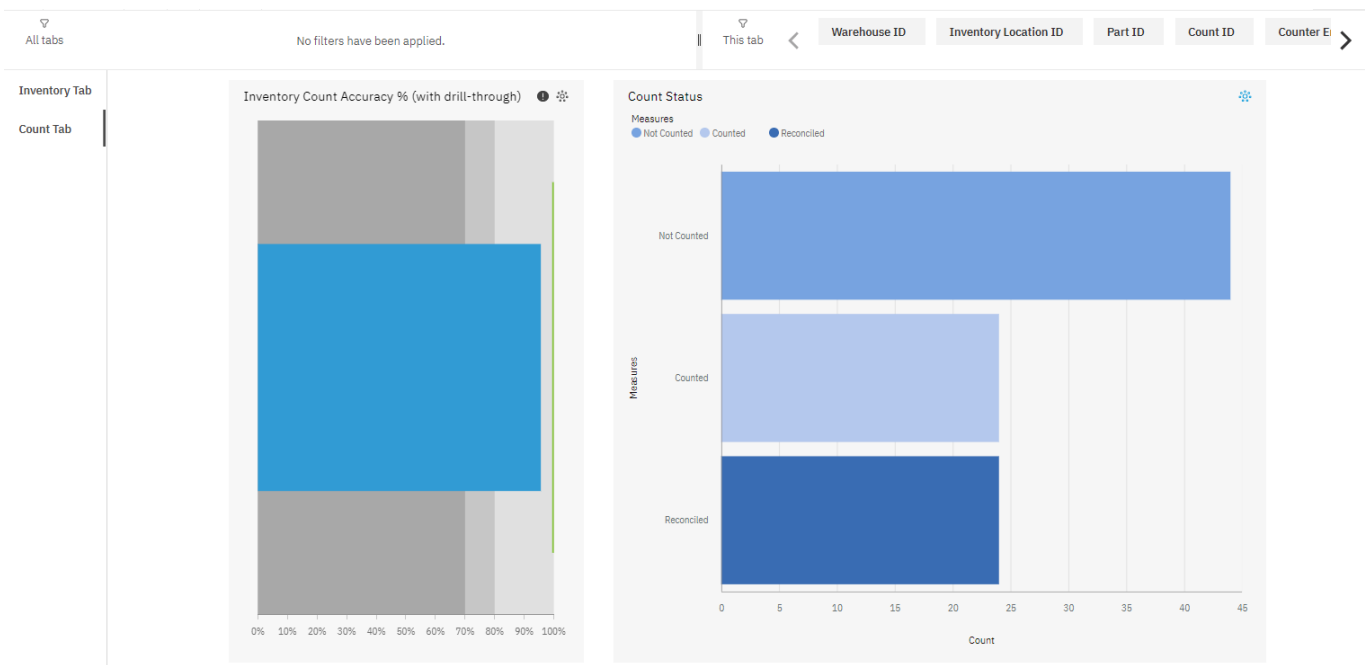 All tabs
No filters have been applied.
This tab
Warehouse ID
Inventory Location ID
Part ID
Count ID
Counter
Inventory Tab
Count Tab
Inventory Count Accuracy % (with drill-through)
0% 10% 20% 30% 40% 50% 60% 70% 80% 90% 100%
Count Status
Measures
Not Counted Counted Reconciled
Measures
Not Counted
Counted
Reconciled
0 5 10 15 20 25 30 35 40 45
Count